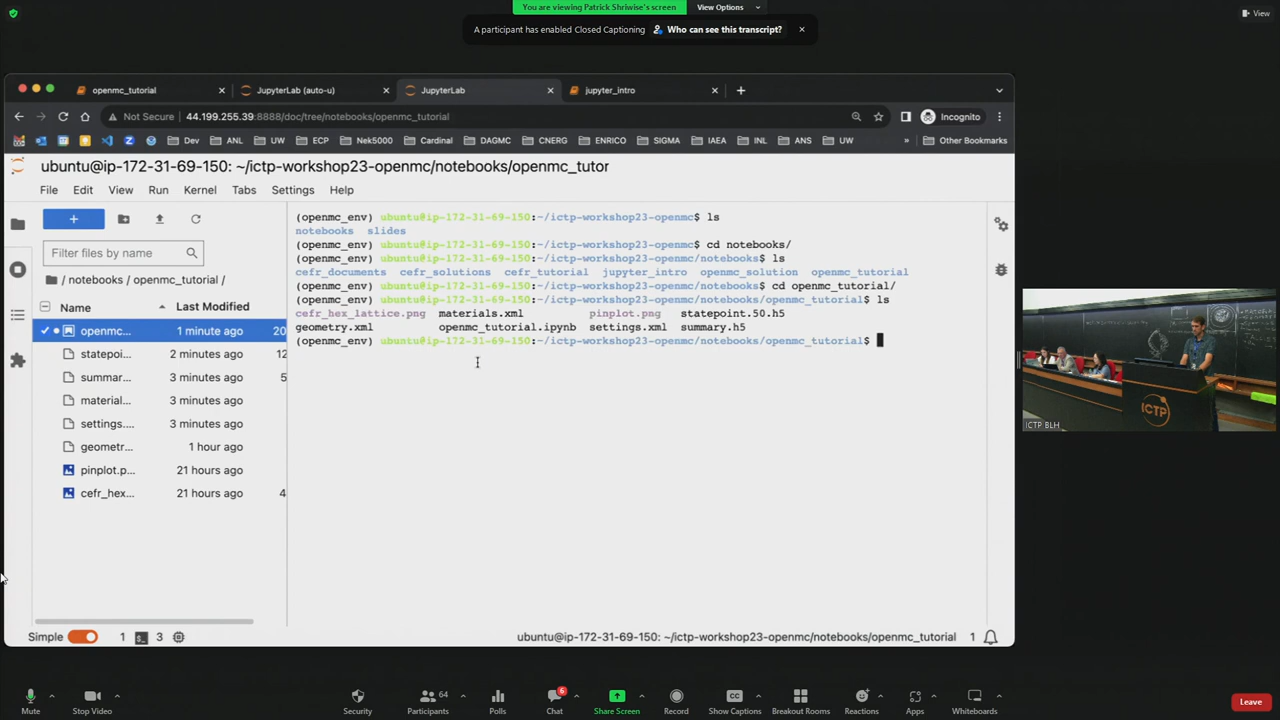 You are viewing Patrick Shriwise's screen View Options
View
A participant has enabled Closed Captioning Who can see this transcript?
openmc_tutorial
JupyterLab (auto-u)
JupyterLab
jupyter_intro
Not Secure 44.199.255.39:8888/doc/tree/notebooks/openmc_tutorial Incognito
Dev ANL UW ECP Nek5000 Cardinal DAGMC CNERG ENRICO SIGMA IAEA INL ANS UW » Other Bookmarks
ubuntu@ip-172-31-69-150: ~/ictp-workshop23-openmc/notebooks/openmc_tutor
File Edit View Run Kernel Tabs Settings Help
Filter files by name
/ notebooks / openmc_tutorial /
Name Last Modified
openmc... 1 minute ago 20
statepoi... 2 minutes ago 12
summar... 3 minutes ago 5
material... 3 minutes ago
settings.... 3 minutes ago
geometr... 1 hour ago
pinplot.p... 21 hours ago
cefr_hex... 21 hours ago 4
(openmc_env) ubuntu@ip-172-31-69-150:~/ictp-workshop23-openmc$ ls
notebooks slides
(openmc_env) ubuntu@ip-172-31-69-150:~/ictp-workshop23-openmc$ cd notebooks/
(openmc_env) ubuntu@ip-172-31-69-150:~/ictp-workshop23-openmc/notebooks$ ls
cefr_documents cefr_solutions cefr_tutorial jupyter_intro openmc_solution openmc_tutorial
(openmc_env) ubuntu@ip-172-31-69-150:~/ictp-workshop23-openmc/notebooks$ cd openmc_tutorial/
(openmc_env) ubuntu@ip-172-31-69-150:~/ictp-workshop23-openmc/notebooks/openmc_tutorial$ ls
cefr_hex_lattice.png materials.xml pinplot.png statepoint.50.h5
geometry.xml openmc_tutorial.ipynb settings.xml summary.h5
(openmc_env) ubuntu@ip-172-31-69-150:~/ictp-workshop23-openmc/notebooks/openmc_tutorial$
ICTP
ICTP BLH
Simple 1 3 ubuntu@ip-172-31-69-150: ~/ictp-workshop23-openmc/notebooks/openmc_tutorial 1
Mute Stop Video Security Participants 64 Polls Chat 6 Share Screen Record Show Captions Breakout Rooms Reactions Apps Whiteboards Leave